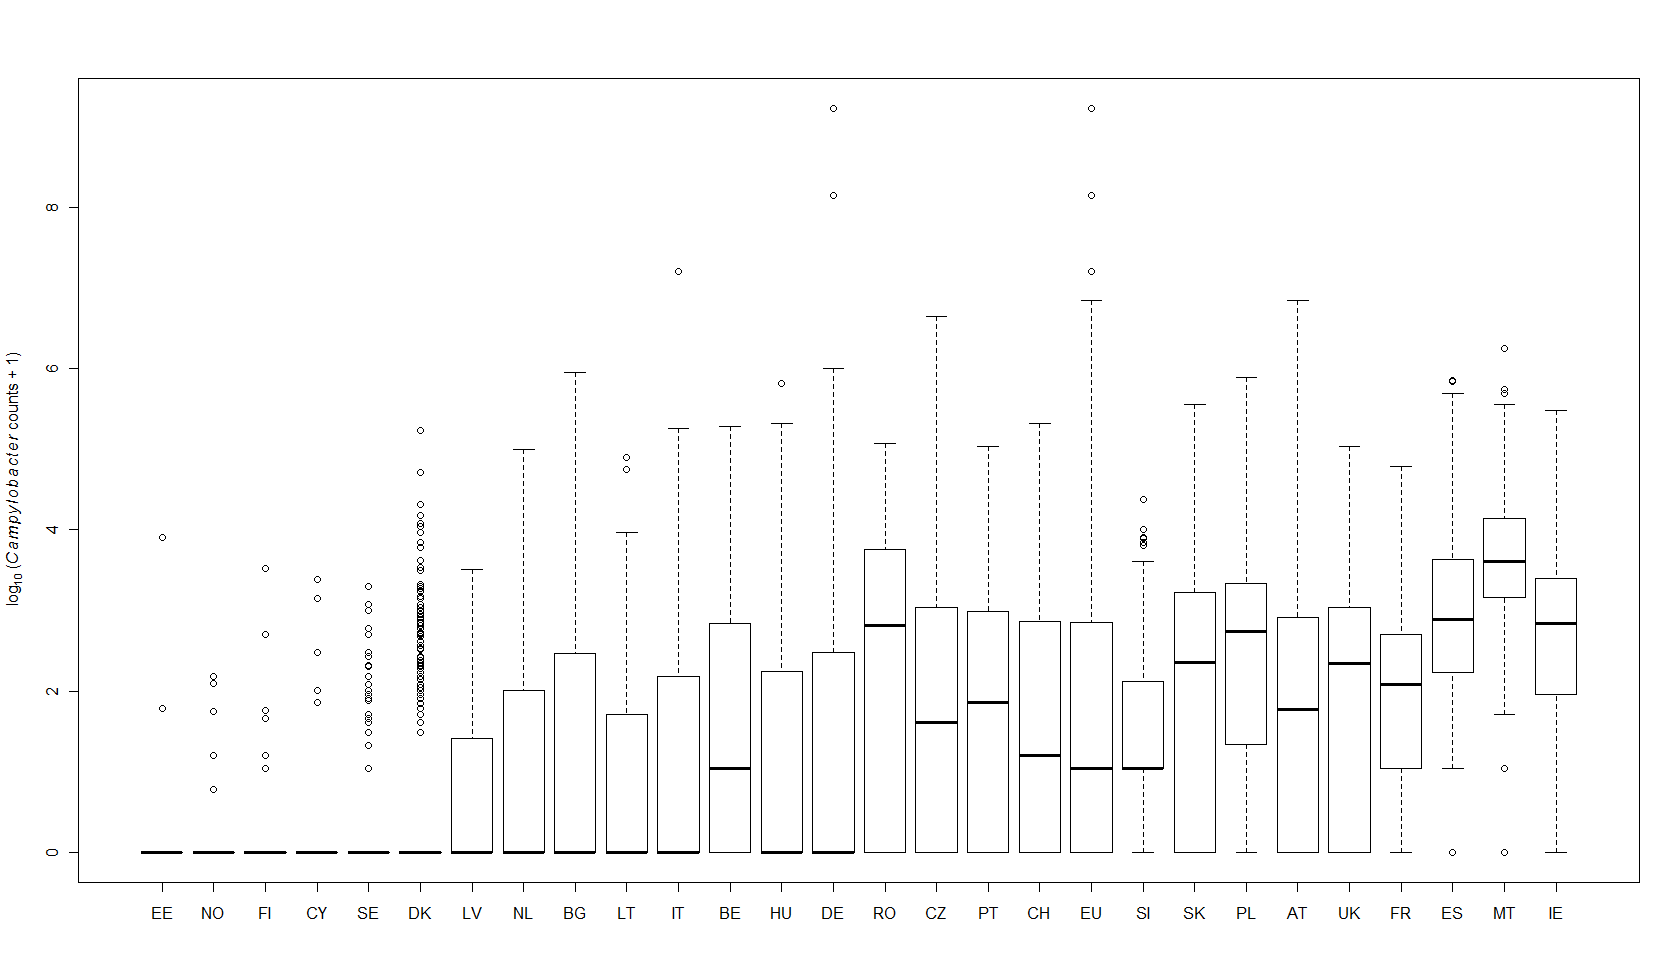 log10 (Campylobacter counts + 1)
8
6
4
2
0
EE NO FI CY SE DK LV NL BG LT IT BE HU DE RO CZ PT CH EU SI SK PL AT UK FR ES MT IE